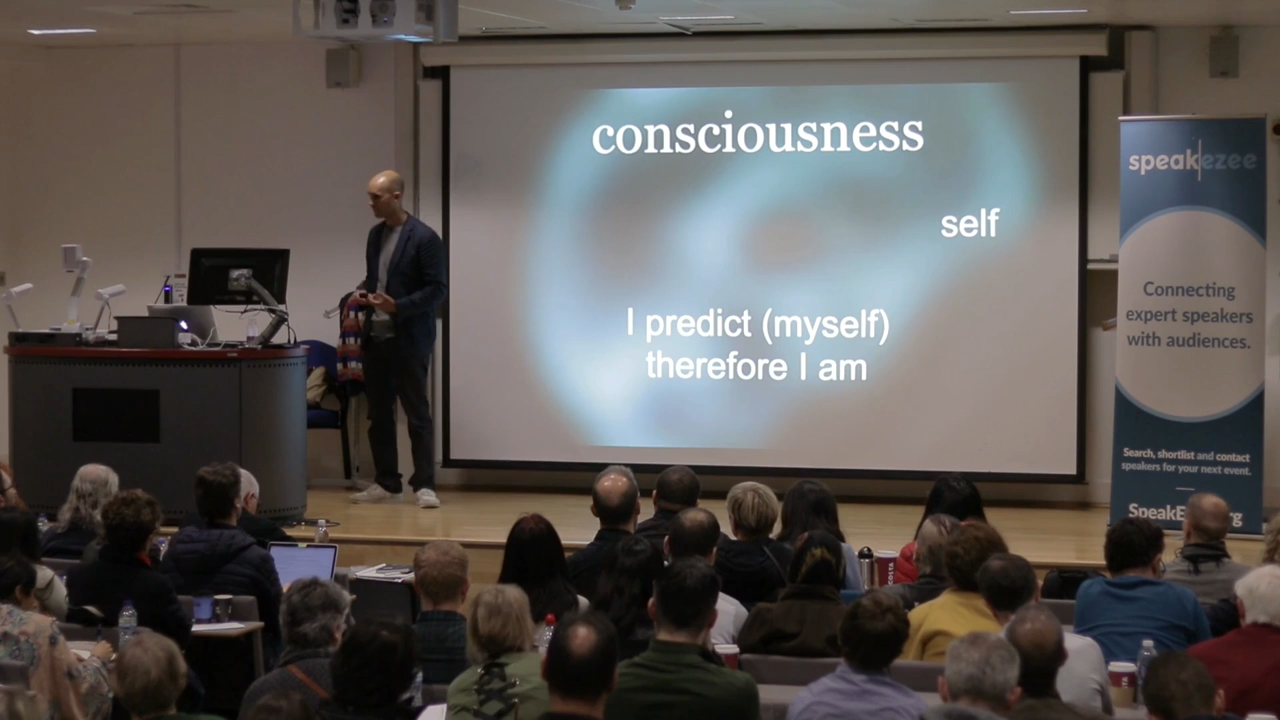 consciousness
self
I predict (myself)
therefore I am
speakezee
Connecting
expert speakers
with audiences.
Search, shortlist and contact
speakers for your next event.
COSTA